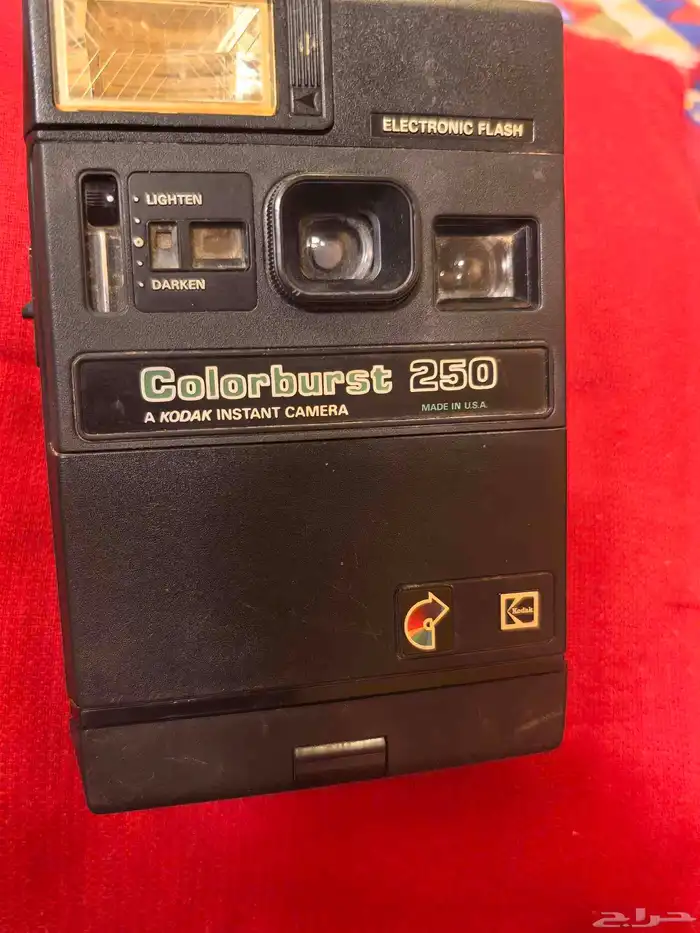 ELECTRONIC FLASH
LIGHTEN
DARKEN
Colorburst 250
A KODAK INSTANT CAMERA
MADE IN U.S.A.
Kodak
حراج